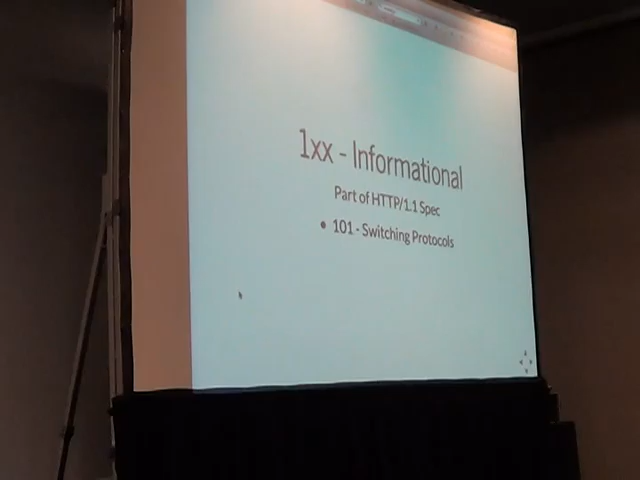 1xx - Informational
Part of HTTP/1.1 Spec
• 101 - Switching Protocols